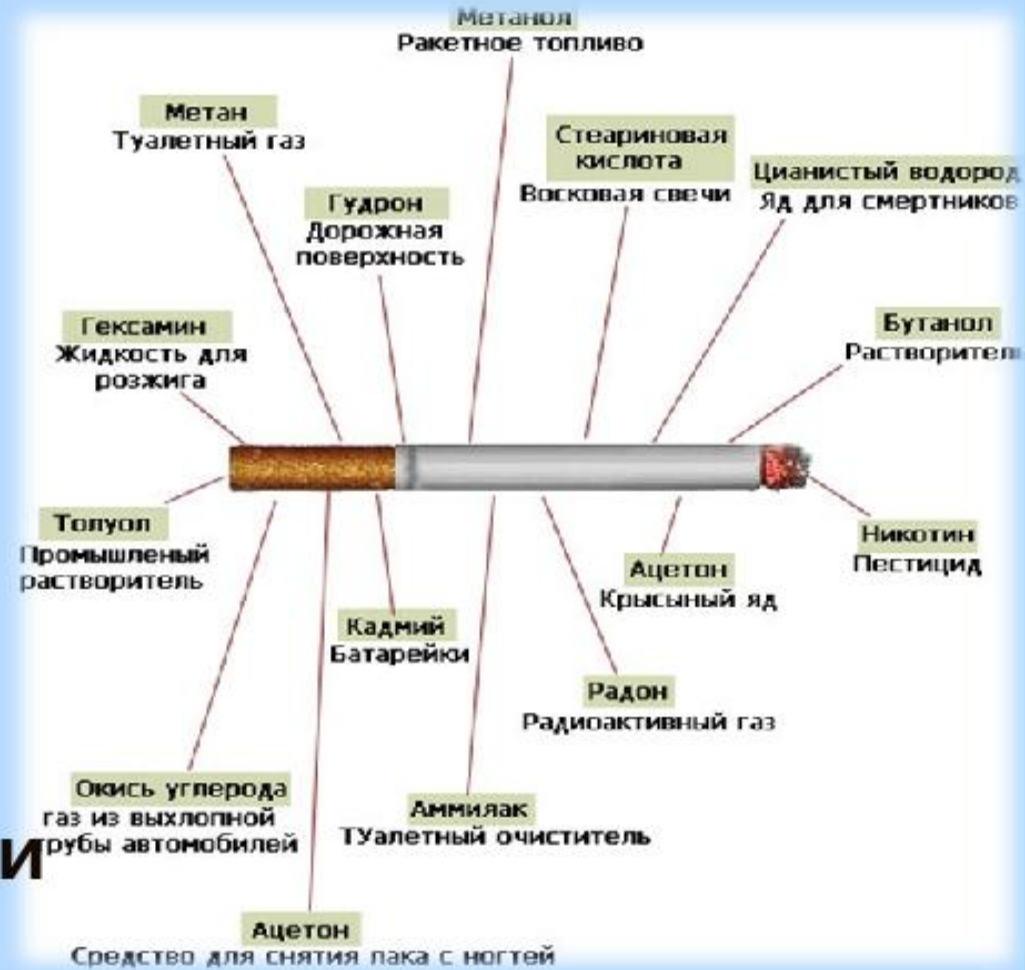 Метанол
Ракетное топливо
Метан
Туалетный газ
Стеариновая
кислота
Восковая свечи
Цианистый водород
Яд для смертников
Гудрон
Дорожная
поверхность
Гексамин
Жидкость для
розжига
Бутанол
Растворитель
Толуол
Промышленый
растворитель
Никотин
Пестицид
Ацетон
Крысыный яд
Кадмий
Батарейки
Радон
Радиоактивный газ
Окись углерода
газ из выхлопной
трубы автомобилей
и
Аммияак
ТУалетный очиститель
Ацетон
Средство для снятия лака с ногтей